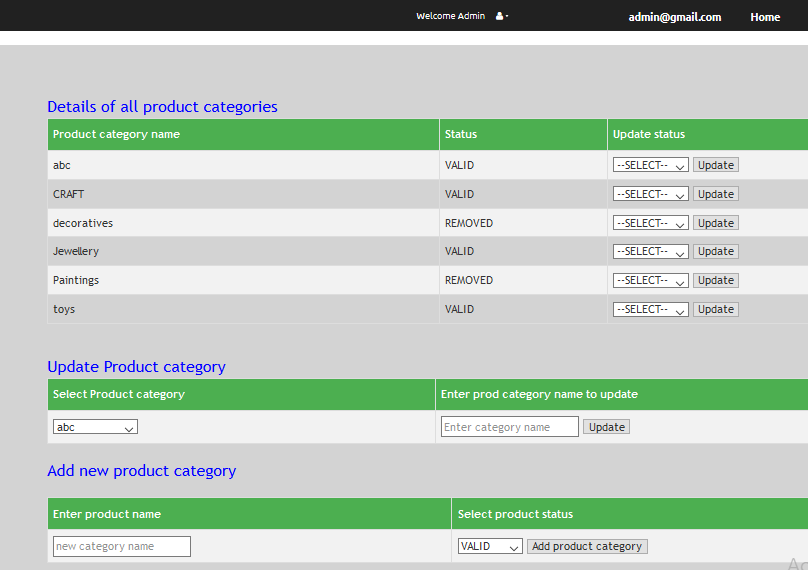 Welcome Admin admin@gmail.com Home
Details of all product categories
Product category name Status Update status
abc VALID --SELECT-- Update
CRAFT VALID --SELECT-- Update
decoratives REMOVED --SELECT-- Update
Jewellery VALID --SELECT-- Update
Paintings REMOVED --SELECT-- Update
toys VALID --SELECT-- Update
Update Product category
Select Product category Enter prod category name to update
abc Enter category name Update
Add new product category
Enter product name Select product status
new category name VALID Add product category